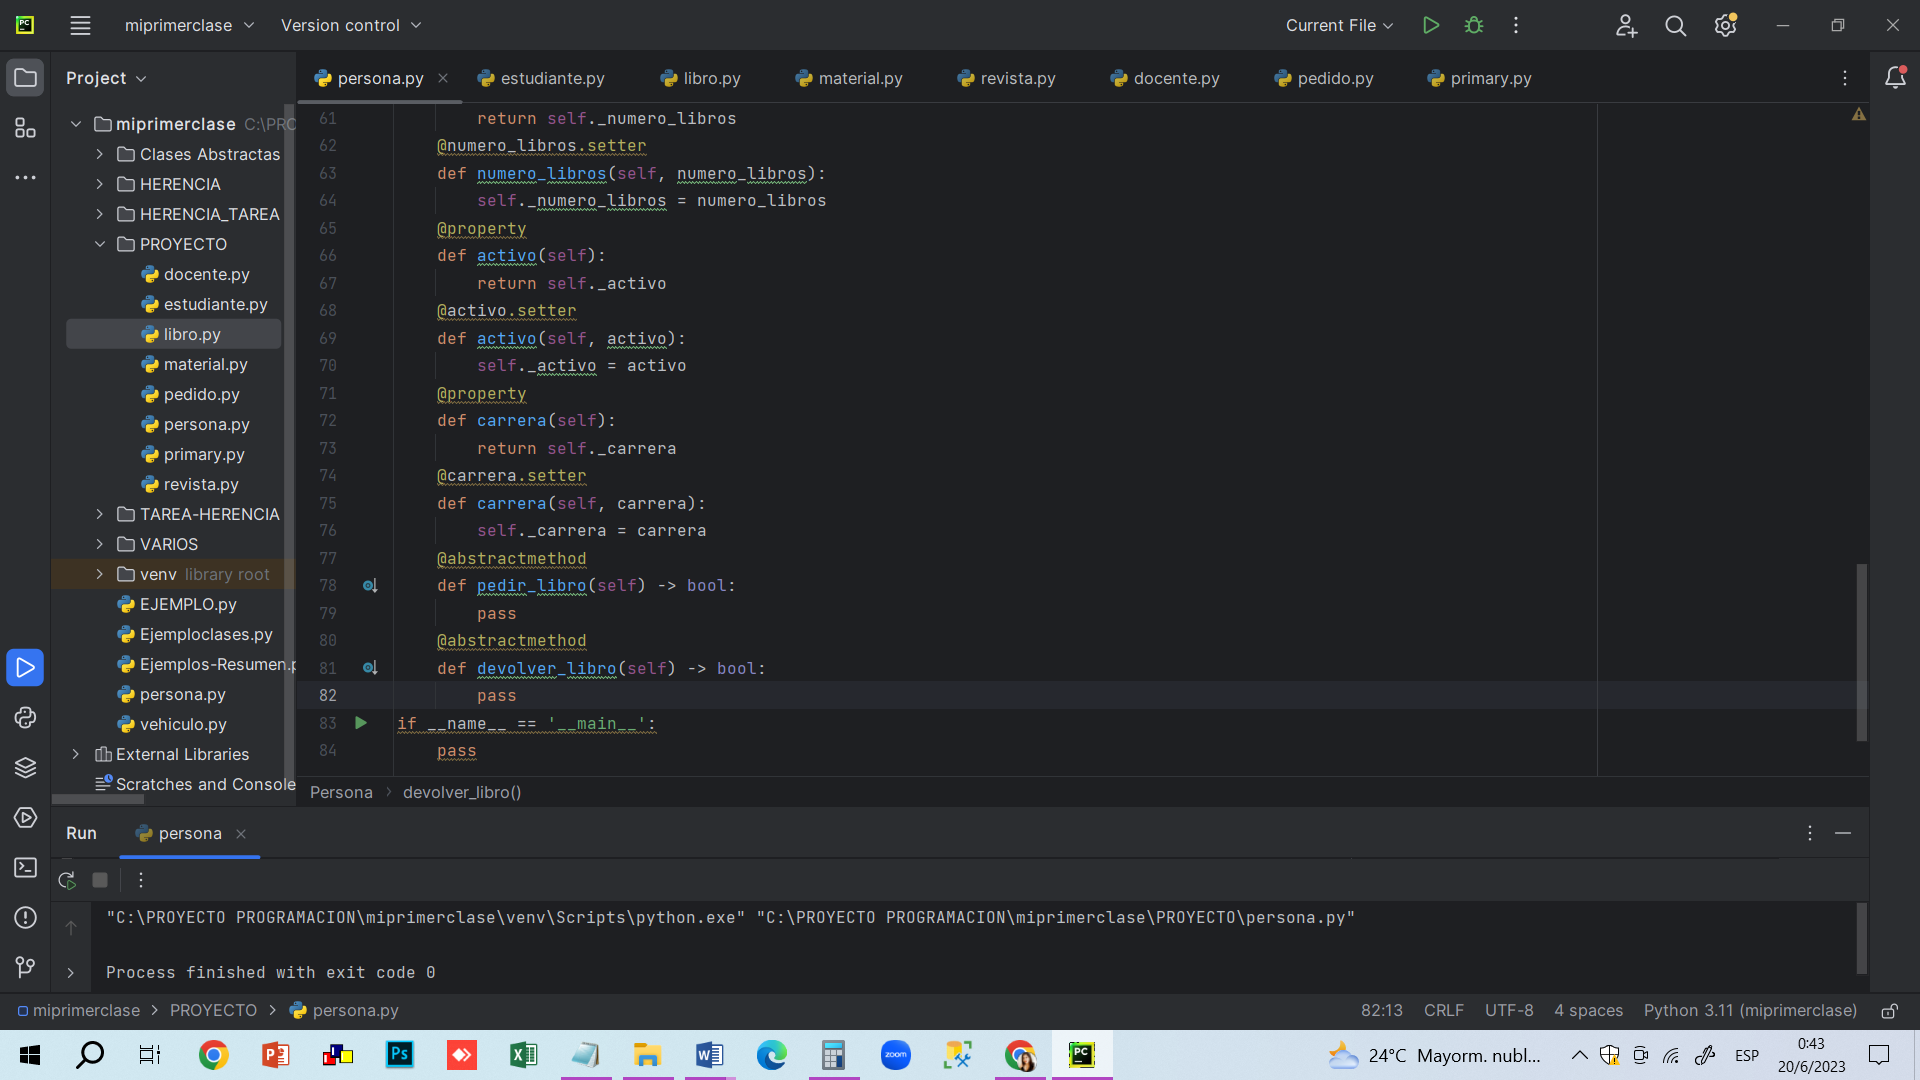 miprimerclase
Version control
Current File
Project
persona.py
estudiante.py
libro.py
material.py
revista.py
docente.py
pedido.py
primary.py
miprimerclase C:\PRO
Clases Abstractas
HERENCIA
HERENCIA_TAREA
PROYECTO
docente.py
estudiante.py
libro.py
material.py
pedido.py
persona.py
primary.py
revista.py
TAREA-HERENCIA
VARIOS
venv library root
EJEMPLO.py
Ejemploclases.py
Ejemplos-Resumen.p
persona.py
vehiculo.py
External Libraries
Scratches and Console
61 return self._numero_libros
62 @numero_libros.setter
63 def numero_libros(self, numero_libros):
64 self._numero_libros = numero_libros
65 @property
66 def activo(self):
67 return self._activo
68 @activo.setter
69 def activo(self, activo):
70 self._activo = activo
71 @property
72 def carrera(self):
73 return self._carrera
74 @carrera.setter
75 def carrera(self, carrera):
76 self._carrera = carrera
77 @abstractmethod
78 def pedir_libro(self) -> bool:
79 pass
80 @abstractmethod
81 def devolver_libro(self) -> bool:
82 pass
83 if __name__ == '__main__':
84 pass
Persona > devolver_libro()
Run
persona
"C:\PROYECTO PROGRAMACION\miprimerclase\venv\Scripts\python.exe" "C:\PROYECTO PROGRAMACION\miprimerclase\PROYECTO\persona.py"
Process finished with exit code 0
miprimerclase > PROYECTO > persona.py
82:13 CRLF UTF-8 4 spaces Python 3.11 (miprimerclase)
24°C Mayorm. nubl...
ESP
0:43
20/6/2023